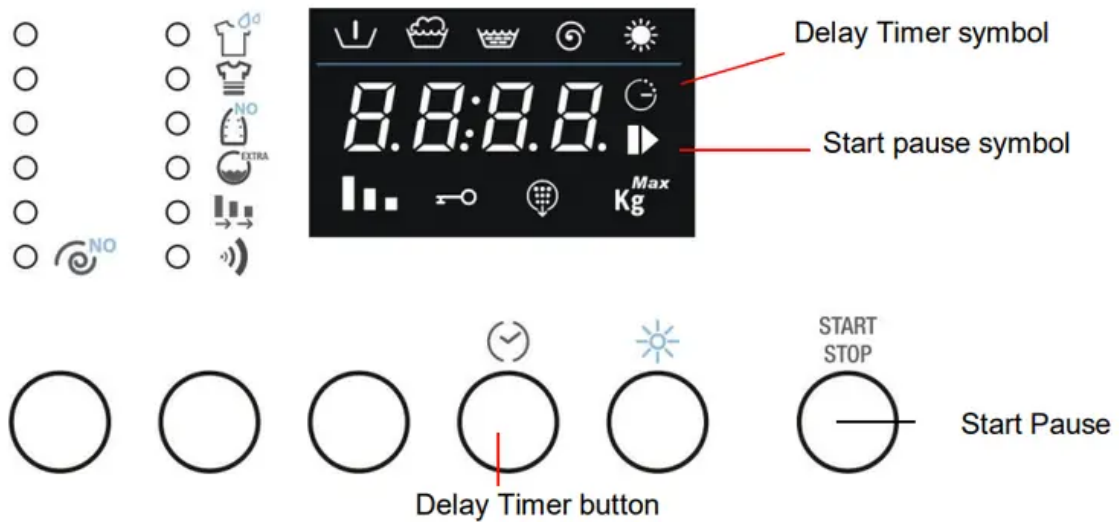 Delay Timer symbol
8.8:8.8.
NO
EXTRA
Start pause symbol
Kg Max
NO
START
STOP
Start Pause
Delay Timer button